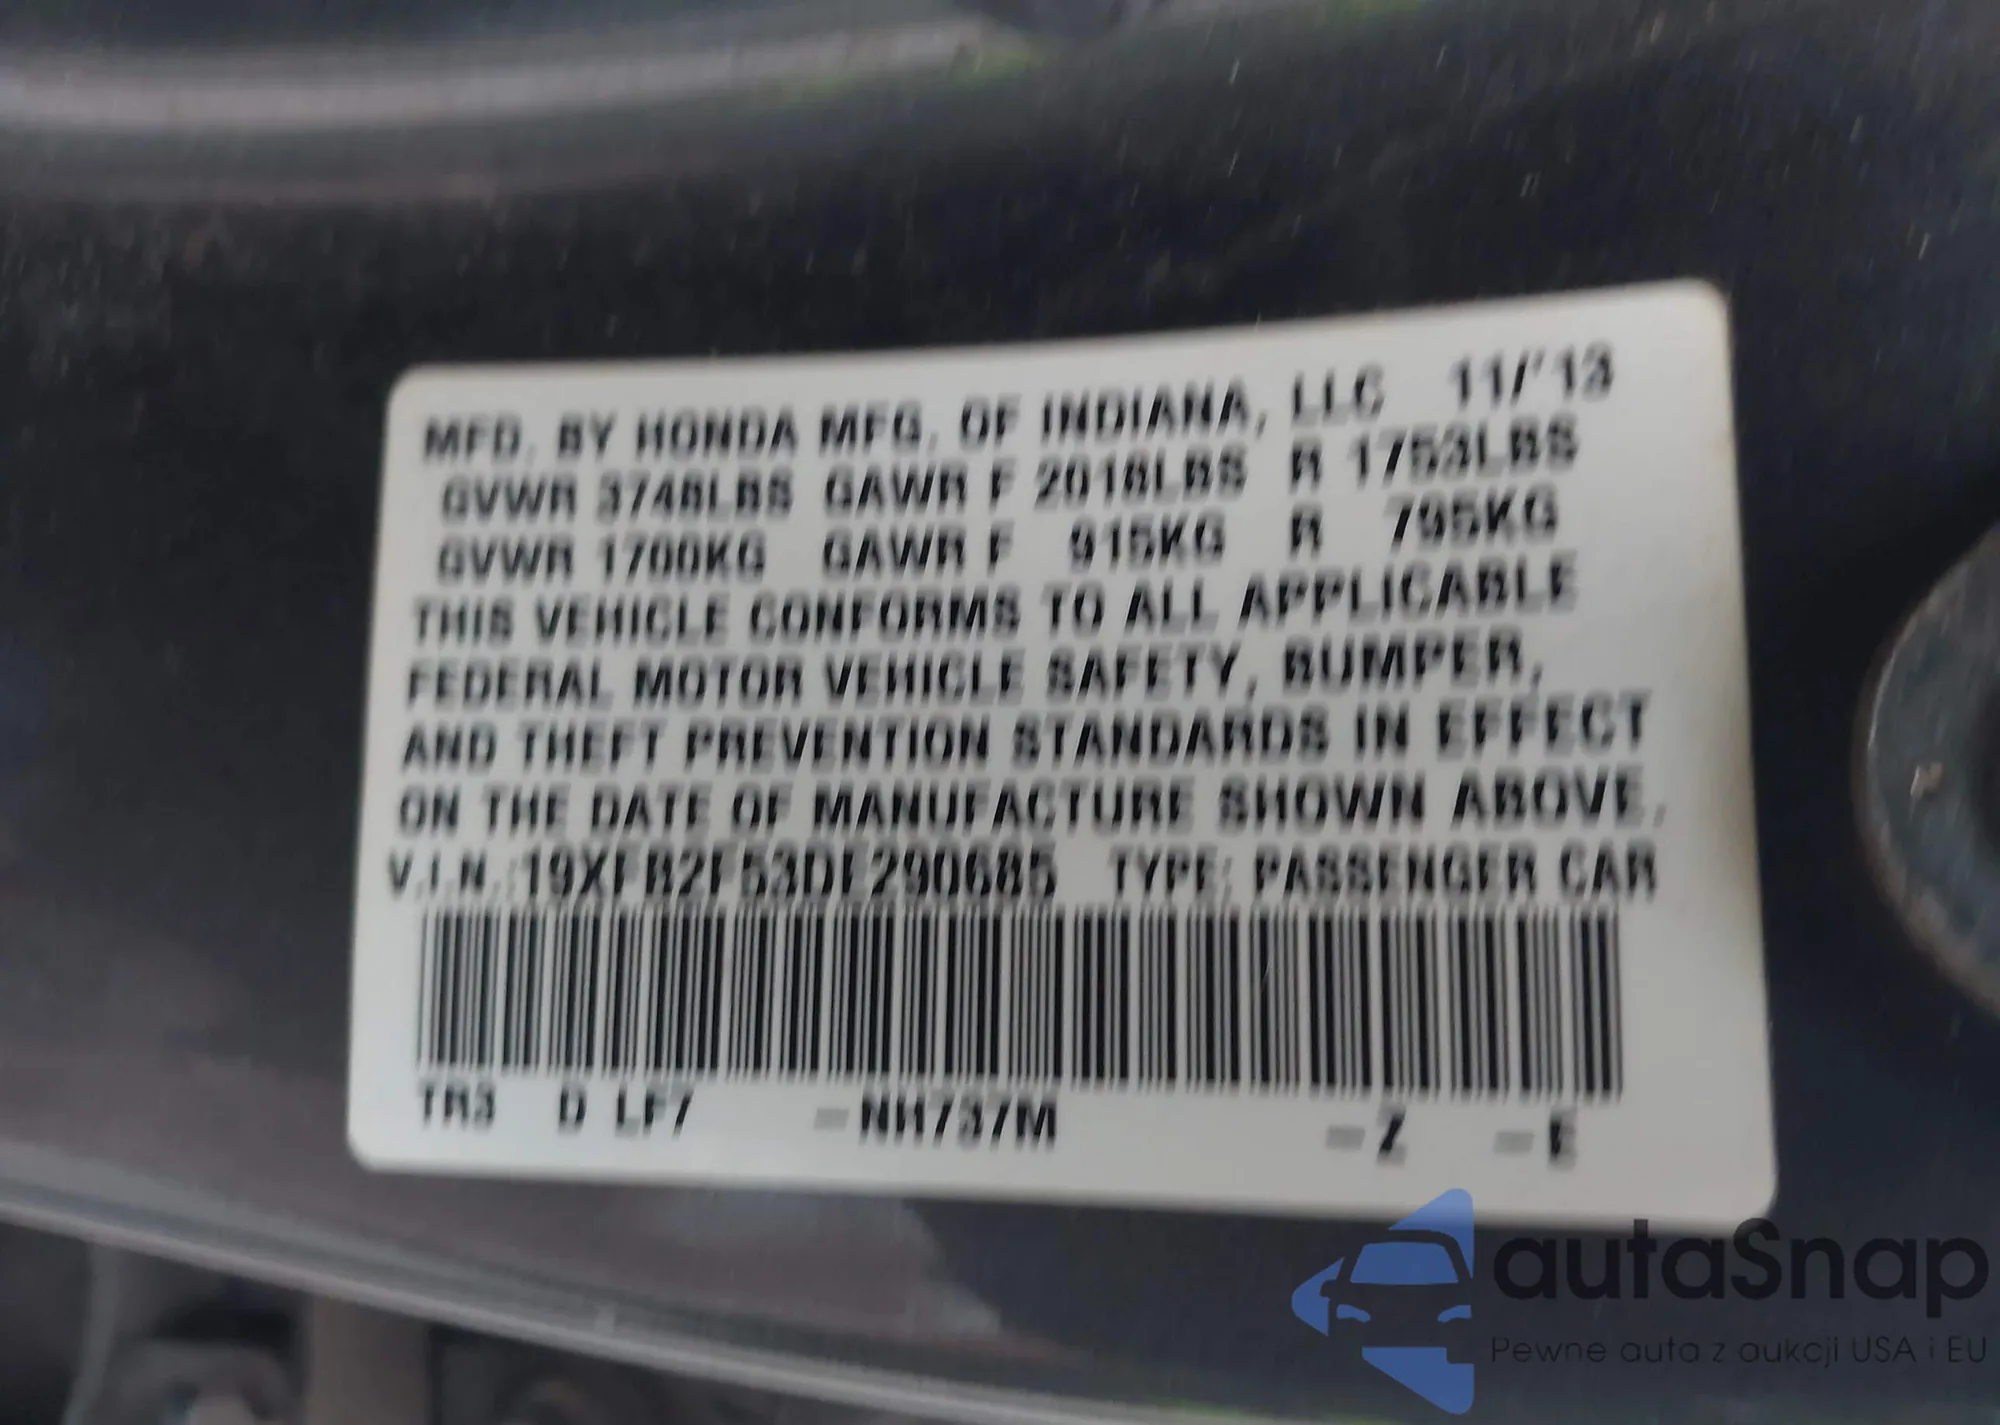 MFD. BY HONDA MFG. OF INDIANA, LLC 11/'13
GVWR 3748LBS GAWR F 2018LBS R 1753LBS
GVWR 1700KG GAWR F 915KG R 795KG
THIS VEHICLE CONFORMS TO ALL APPLICABLE
FEDERAL MOTOR VEHICLE SAFETY, BUMPER,
AND THEFT PREVENTION STANDARDS IN EFFECT
ON THE DATE OF MANUFACTURE SHOWN ABOVE.
V.I.N.:19XFB2F53DE290685 TYPE: PASSENGER CAR
TR3 D LF7 -NH737M -Z -E
autaSnap
Pewne auta z aukcji USA i EU